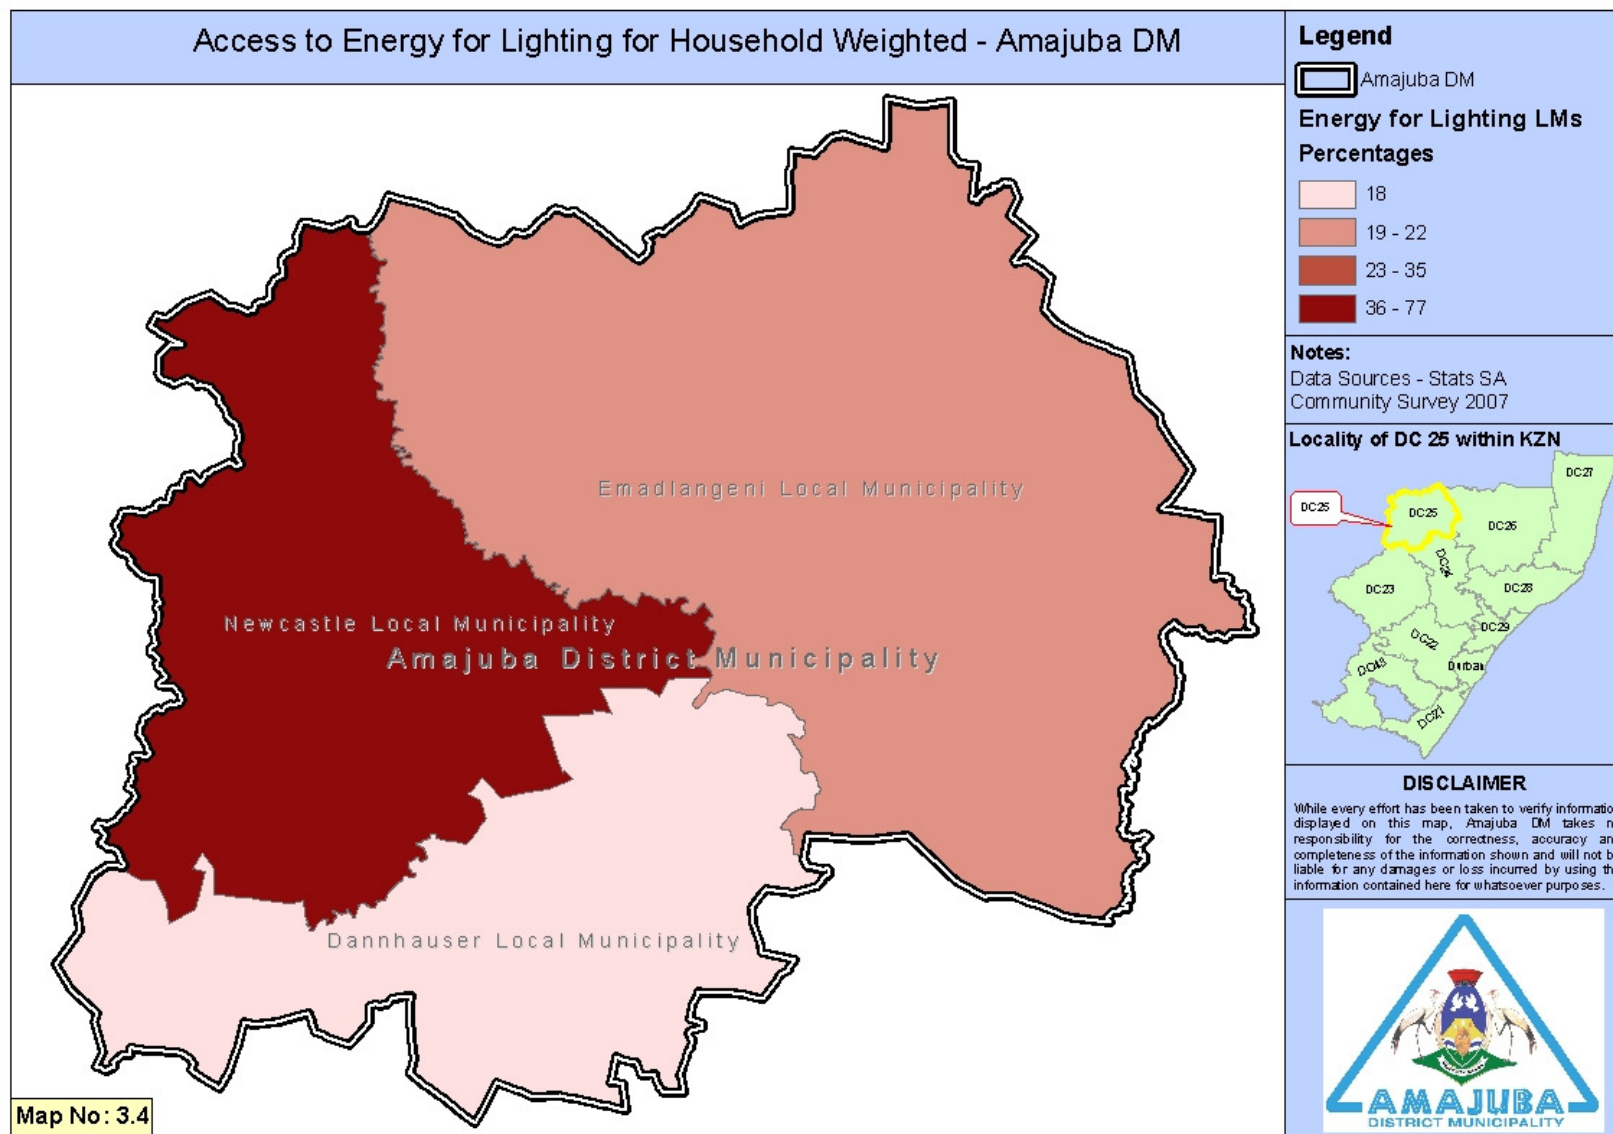 Access to Energy for Lighting for Household Weighted - Amajuba DM
Emadlangeni Local Municipality
Newcastle Local Municipality
Amajuba District Municipality
Dannhauser Local Municipality
Map No: 3.4
Legend
Amajuba DM
Energy for Lighting LMs
Percentages
18
19 - 22
23 - 35
36 - 77
Notes:
Data Sources - Stats SA
Community Survey 2007
Locality of DC 25 within KZN
DC27
DC25
DC25
DC26
DC24
DC23
DC28
DC29
DC22
Durban
DC43
DC21
DISCLAIMER
While every effort has been taken to verify informatio
displayed on this map, Amajuba DM takes n
responsibility for the correctness, accuracy an
completeness of the information shown and will not b
liable for any damages or loss incurred by using th
information contained here for whatsoever purposes.
AMAJUBA
DISTRICT MUNICIPALITY